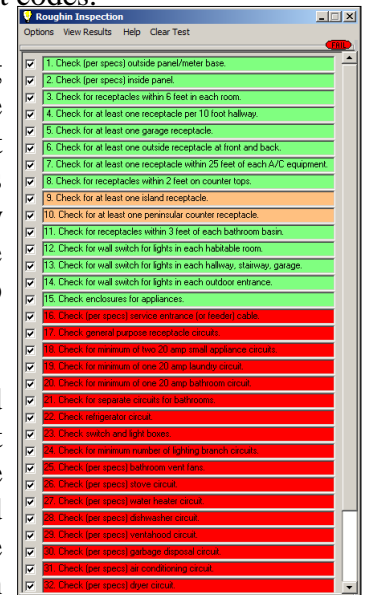 t codes.
Roughin Inspection
Options View Results Help Clear Test
FAIL
1. Check (per specs) outside panel/meter base.
2. Check (per specs) inside panel.
3. Check for receptacles within 6 feet in each room.
4. Check for at least one receptacle per 10 foot hallway.
5. Check for at least one garage receptacle.
6. Check for at least one outside receptacle at front and back.
7. Check for at least one receptacle within 25 feet of each A/C equipment.
8. Check for receptacles within 2 feet on counter tops.
9. Check for at least one island receptacle.
10. Check for at least one peninsular counter receptacle.
11. Check for receptacles within 3 feet of each bathroom basin.
12. Check for wall switch for lights in each habitable room.
13. Check for wall switch for lights in each hallway, stairway, garage.
14. Check for wall switch for lights in each outdoor entrance.
15. Check enclosures for appliances.
16. Check (per specs) service entrance (or feeder) cable.
17. Check general purpose receptacle circuits.
18. Check for minimum of two 20 amp small appliance circuits.
19. Check for minimum of one 20 amp laundry circuit.
20. Check for minimum of one 20 amp bathroom circuit.
21. Check for separate circuits for bathrooms.
22. Check refrigerator circuit.
23. Check switch and light boxes.
24. Check for minimum number of lighting branch circuits.
25. Check (per specs) bathroom vent fans.
26. Check (per specs) stove circuit.
27. Check (per specs) water heater circuit.
28. Check (per specs) dishwasher circuit.
29. Check (per specs) ventahood circuit.
30. Check (per specs) garbage disposal circuit.
31. Check (per specs) air conditioning circuit.
32. Check (per specs) dryer circuit.